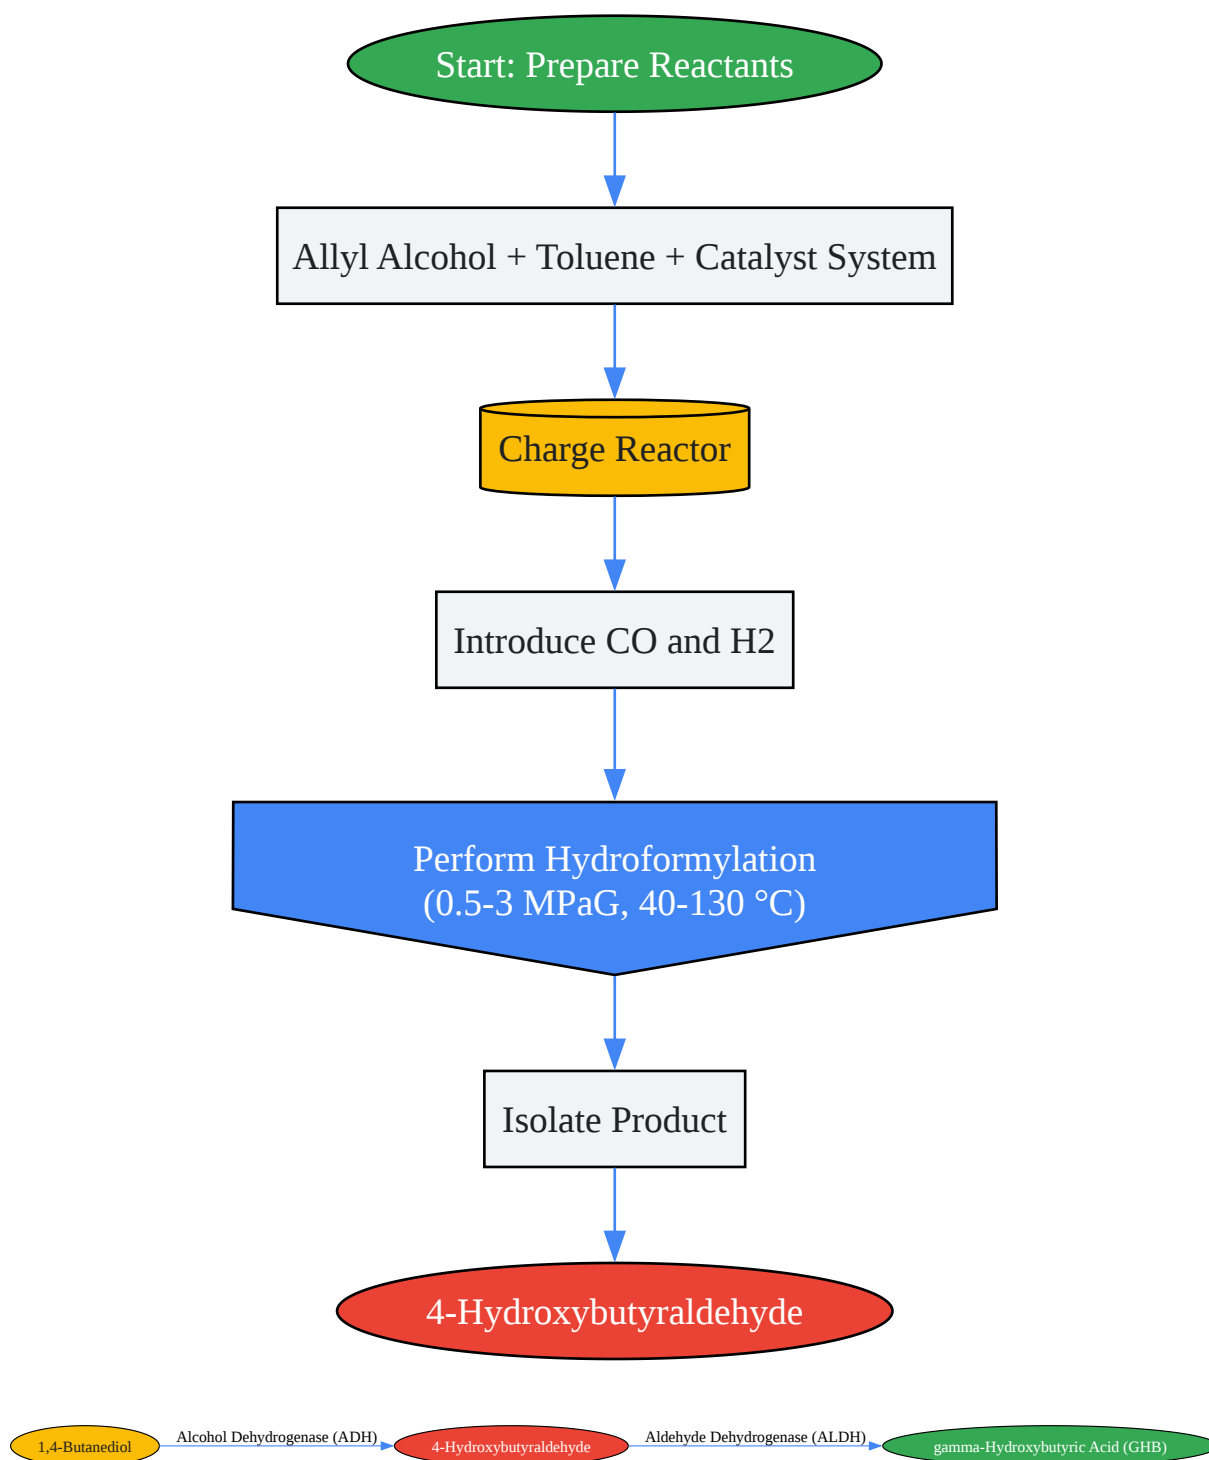 Start: Prepare Reactants
Allyl Alcohol + Toluene + Catalyst System
Charge Reactor
Introduce CO and H2
Perform Hydroformylation
(0.5-3 MPaG, 40-130 °C)
Isolate Product
4-Hydroxybutyraldehyde
1,4-Butanediol
Alcohol Dehydrogenase (ADH)
4-Hydroxybutyraldehyde
Aldehyde Dehydrogenase (ALDH)
gamma-Hydroxybutyric Acid (GHB)